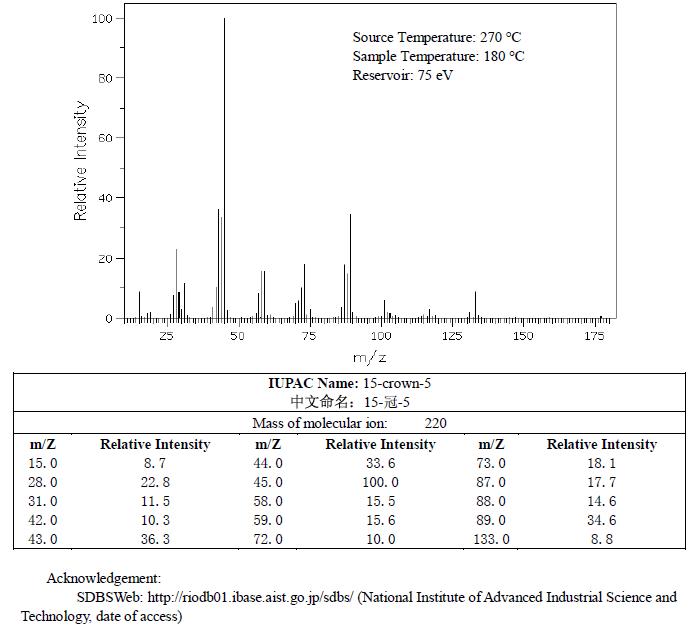 100
80
60
40
20
0
Relative Intensity
Source Temperature: 270 °C
Sample Temperature: 180 °C
Reservoir: 75 eV
25 50 75 100 125 150 175
m/z
IUPAC Name: 15-crown-5
中文命名：15-冠-5
Mass of molecular ion: 220
m/Z Relative Intensity m/Z Relative Intensity m/Z Relative Intensity
15.0 8.7 44.0 33.6 73.0 18.1
28.0 22.8 45.0 100.0 87.0 17.7
31.0 11.5 58.0 15.5 88.0 14.6
42.0 10.3 59.0 15.6 89.0 34.6
43.0 36.3 72.0 10.0 133.0 8.8
Acknowledgement:
SDBSWeb: http://riodb01.ibase.aist.go.jp/sdbs/ (National Institute of Advanced Industrial Science and
Technology, date of access)